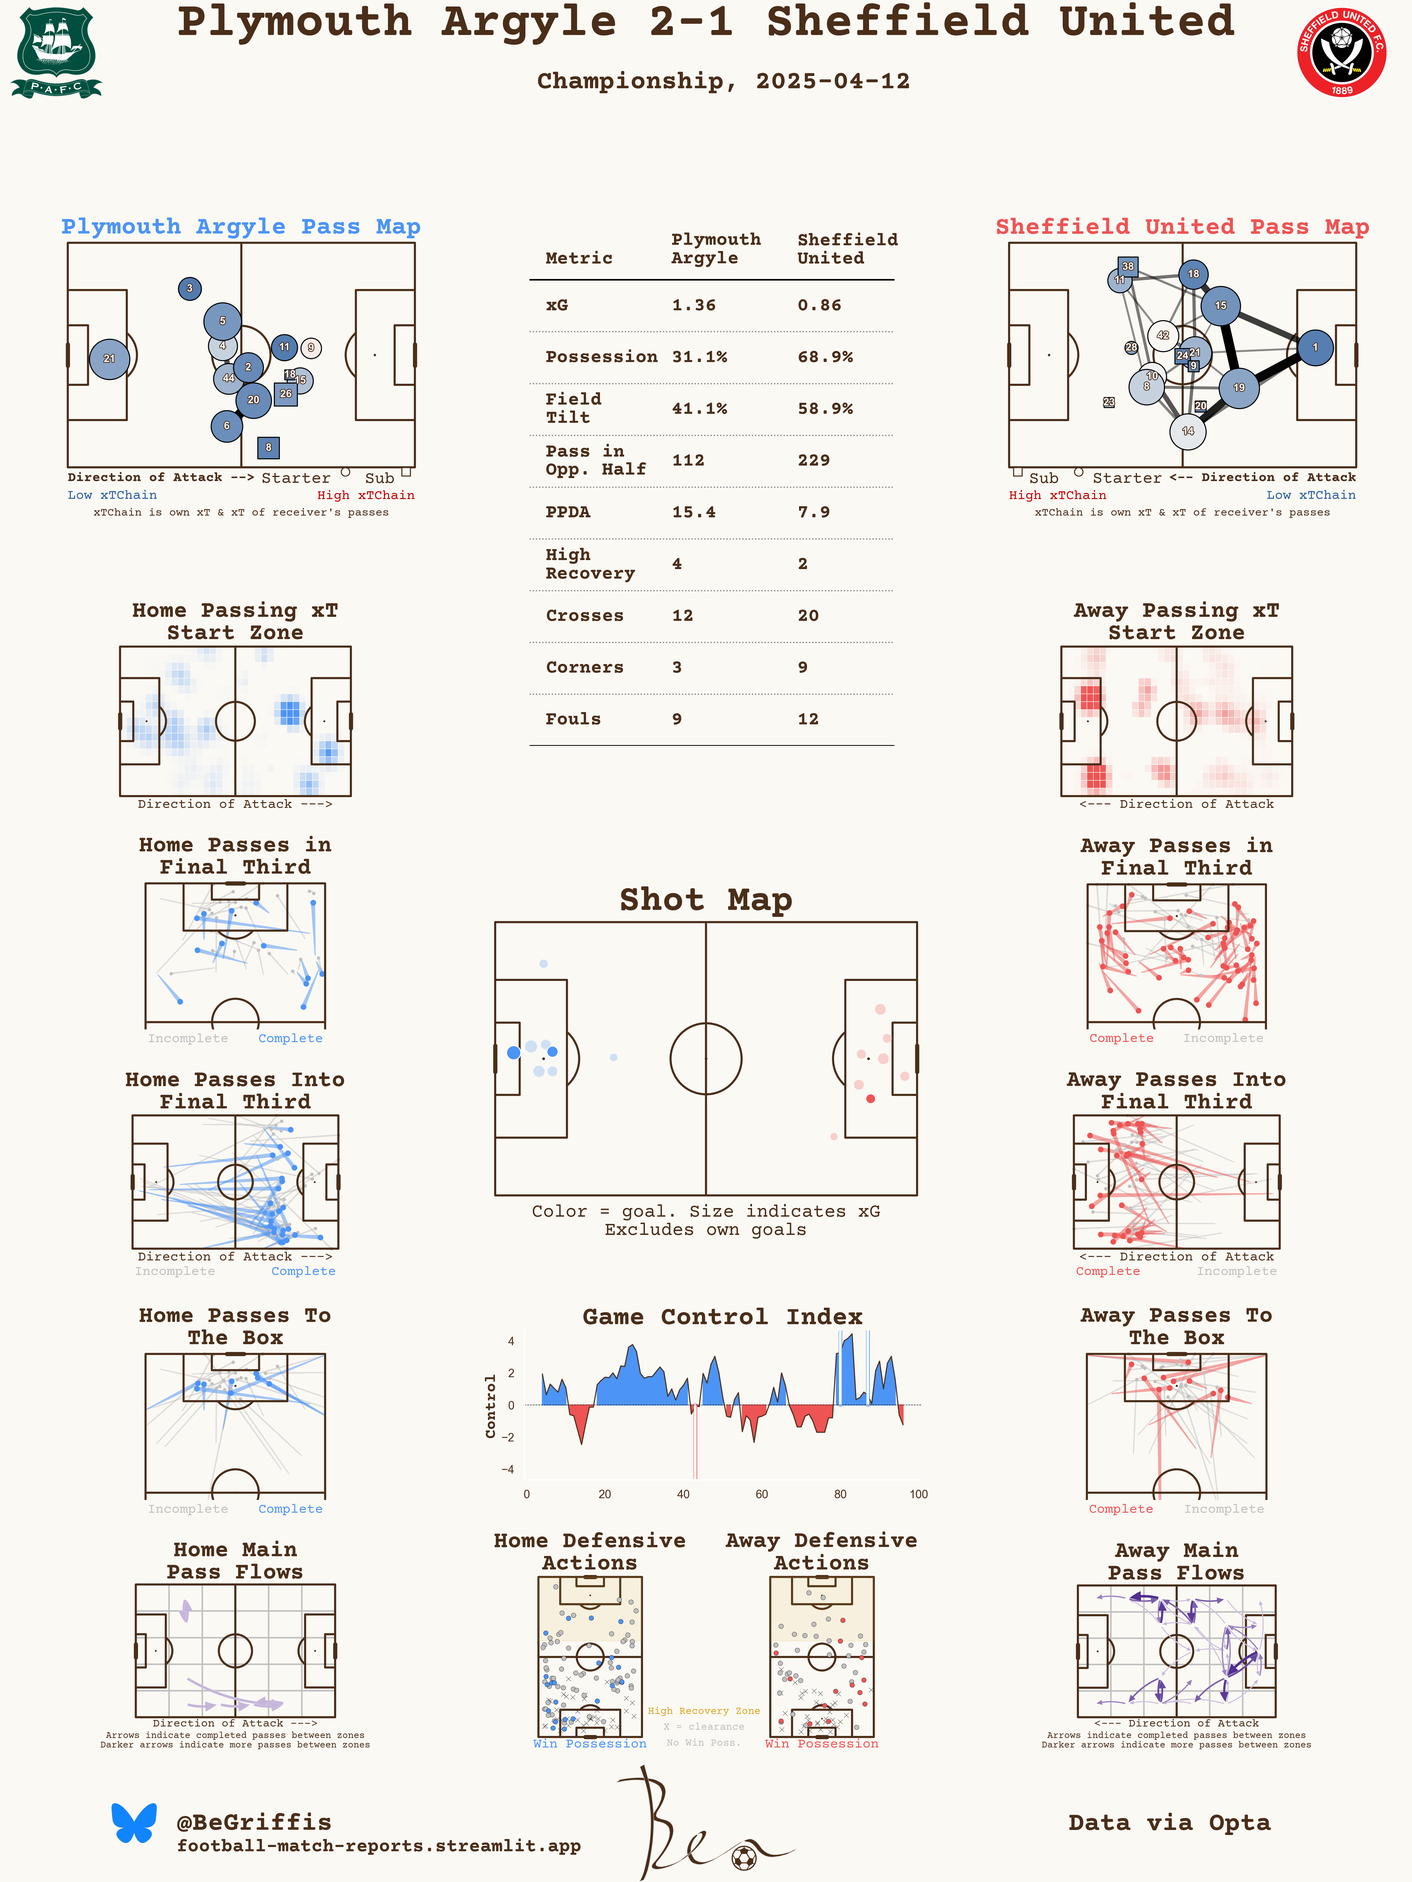 Plymouth Argyle 2-1 Sheffield United
Championship, 2025-04-12
P·A·F·C
SHEFFIELD UNITED F.C.
1889
Plymouth Argyle Pass Map
3
5
4
21
11
9
2
44
18
15
26
20
6
8
Direction of Attack --> Starter Sub
Low xTChain High xTChain
xTChain is own xT & xT of receiver's passes
Metric Plymouth Argyle Sheffield United
xG 1.36 0.86
Possession 31.1% 68.9%
Field Tilt 41.1% 58.9%
Pass in Opp. Half 112 229
PPDA 15.4 7.9
High Recovery 4 2
Crosses 12 20
Corners 3 9
Fouls 9 12
Sheffield United Pass Map
38
11
18
15
42
28
24
21
9
1
10
8
19
23
20
14
Sub Starter <-- Direction of Attack
High xTChain Low xTChain
xTChain is own xT & xT of receiver's passes
Home Passing xT
Start Zone
Direction of Attack --->
Away Passing xT
Start Zone
<--- Direction of Attack
Home Passes in
Final Third
Incomplete Complete
Away Passes in
Final Third
Complete Incomplete
Shot Map
Color = goal. Size indicates xG
Excludes own goals
Home Passes Into
Final Third
Direction of Attack --->
Incomplete Complete
Away Passes Into
Final Third
<--- Direction of Attack
Complete Incomplete
Home Passes To
The Box
Incomplete Complete
Game Control Index
Control
4
2
0
−2
−4
0 20 40 60 80 100
Away Passes To
The Box
Complete Incomplete
Home Main
Pass Flows
Direction of Attack --->
Arrows indicate completed passes between zones
Darker arrows indicate more passes between zones
Home Defensive
Actions
Win Possession
Away Defensive
Actions
Win Possession
High Recovery Zone
X = clearance
No Win Poss.
Away Main
Pass Flows
<--- Direction of Attack
Arrows indicate completed passes between zones
Darker arrows indicate more passes between zones
@BeGriffis
football-match-reports.streamlit.app
Ben
Data via Opta